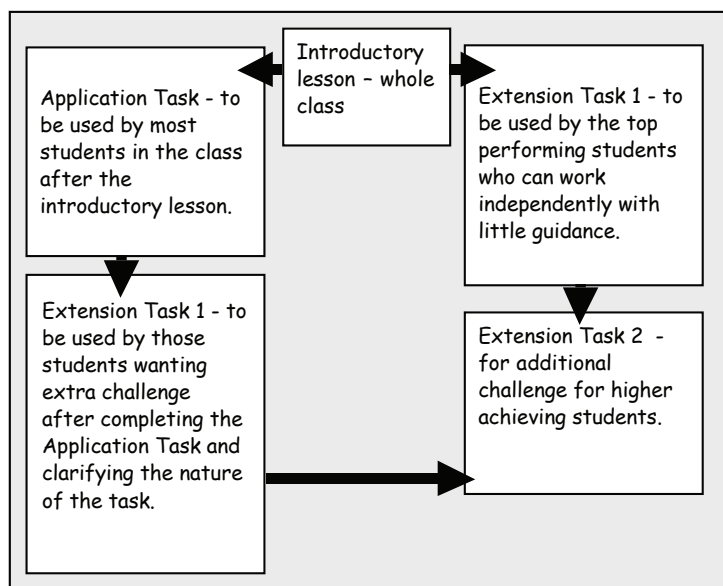 Introductory
lesson – whole
class
Application Task - to
be used by most
students in the class
after the
introductory lesson.
Extension Task 1 - to
be used by the top
performing students
who can work
independently with
little guidance.
Extension Task 1 - to
be used by those
students wanting
extra challenge
after completing the
Application Task and
clarifying the nature
of the task.
Extension Task 2 -
for additional
challenge for higher
achieving students.